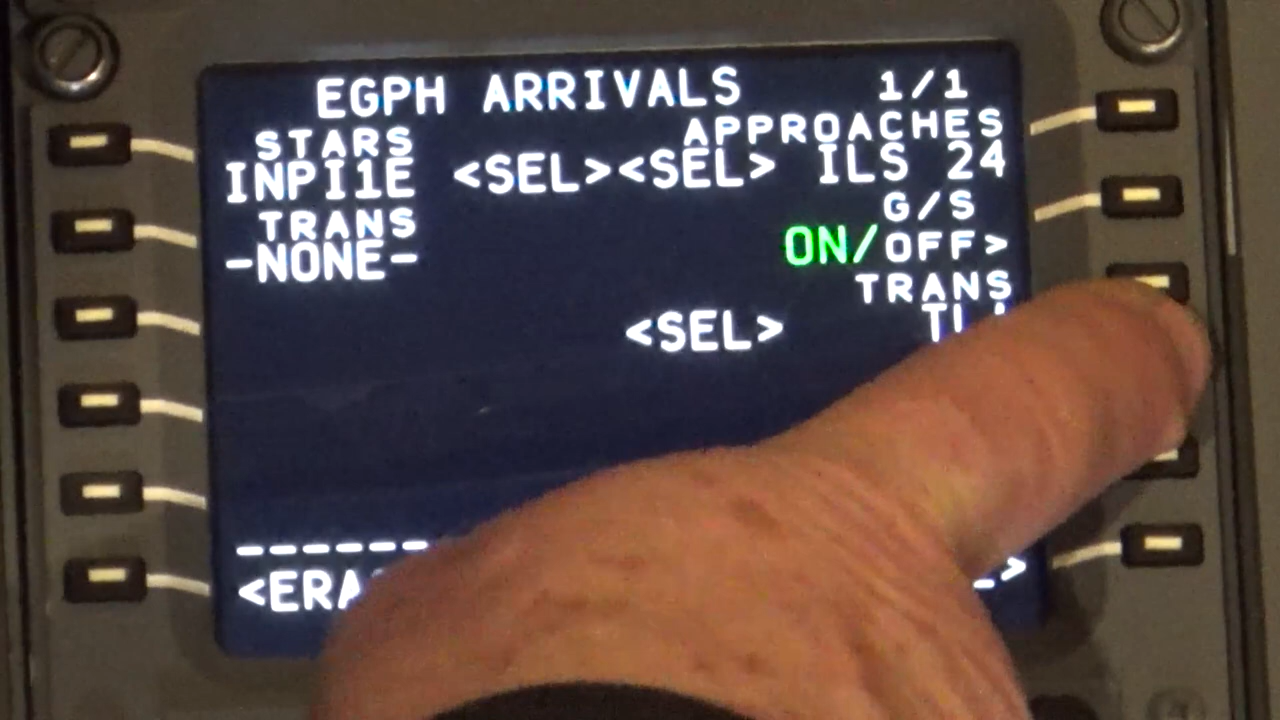 EGPH ARRIVALS 1/1
STARS APPROACHES
INPI1E <SEL><SEL> ILS 24
TRANS G/S
-NONE- ON/OFF>
TRANS
<SEL>
------